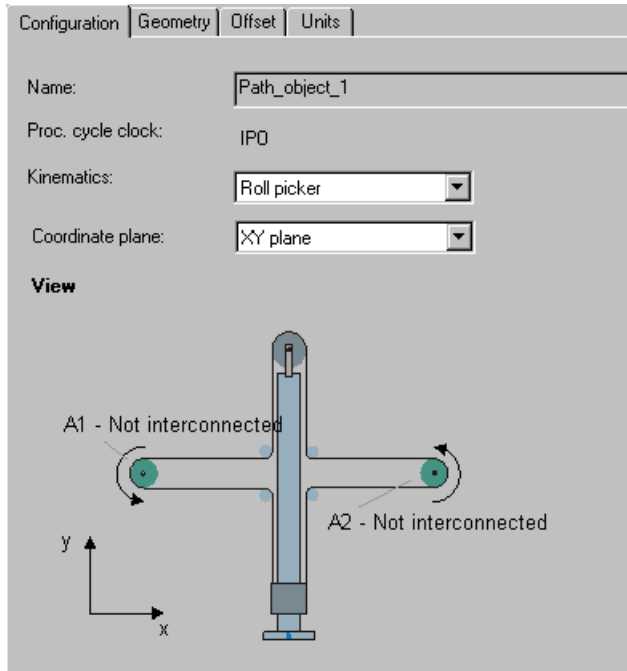 Configuration Geometry Offset Units
Name: Path_object_1
Proc. cycle clock: IPO
Kinematics: Roll picker
Coordinate plane: XY plane
View
A1 - Not interconnected
A2 - Not interconnected
y
x